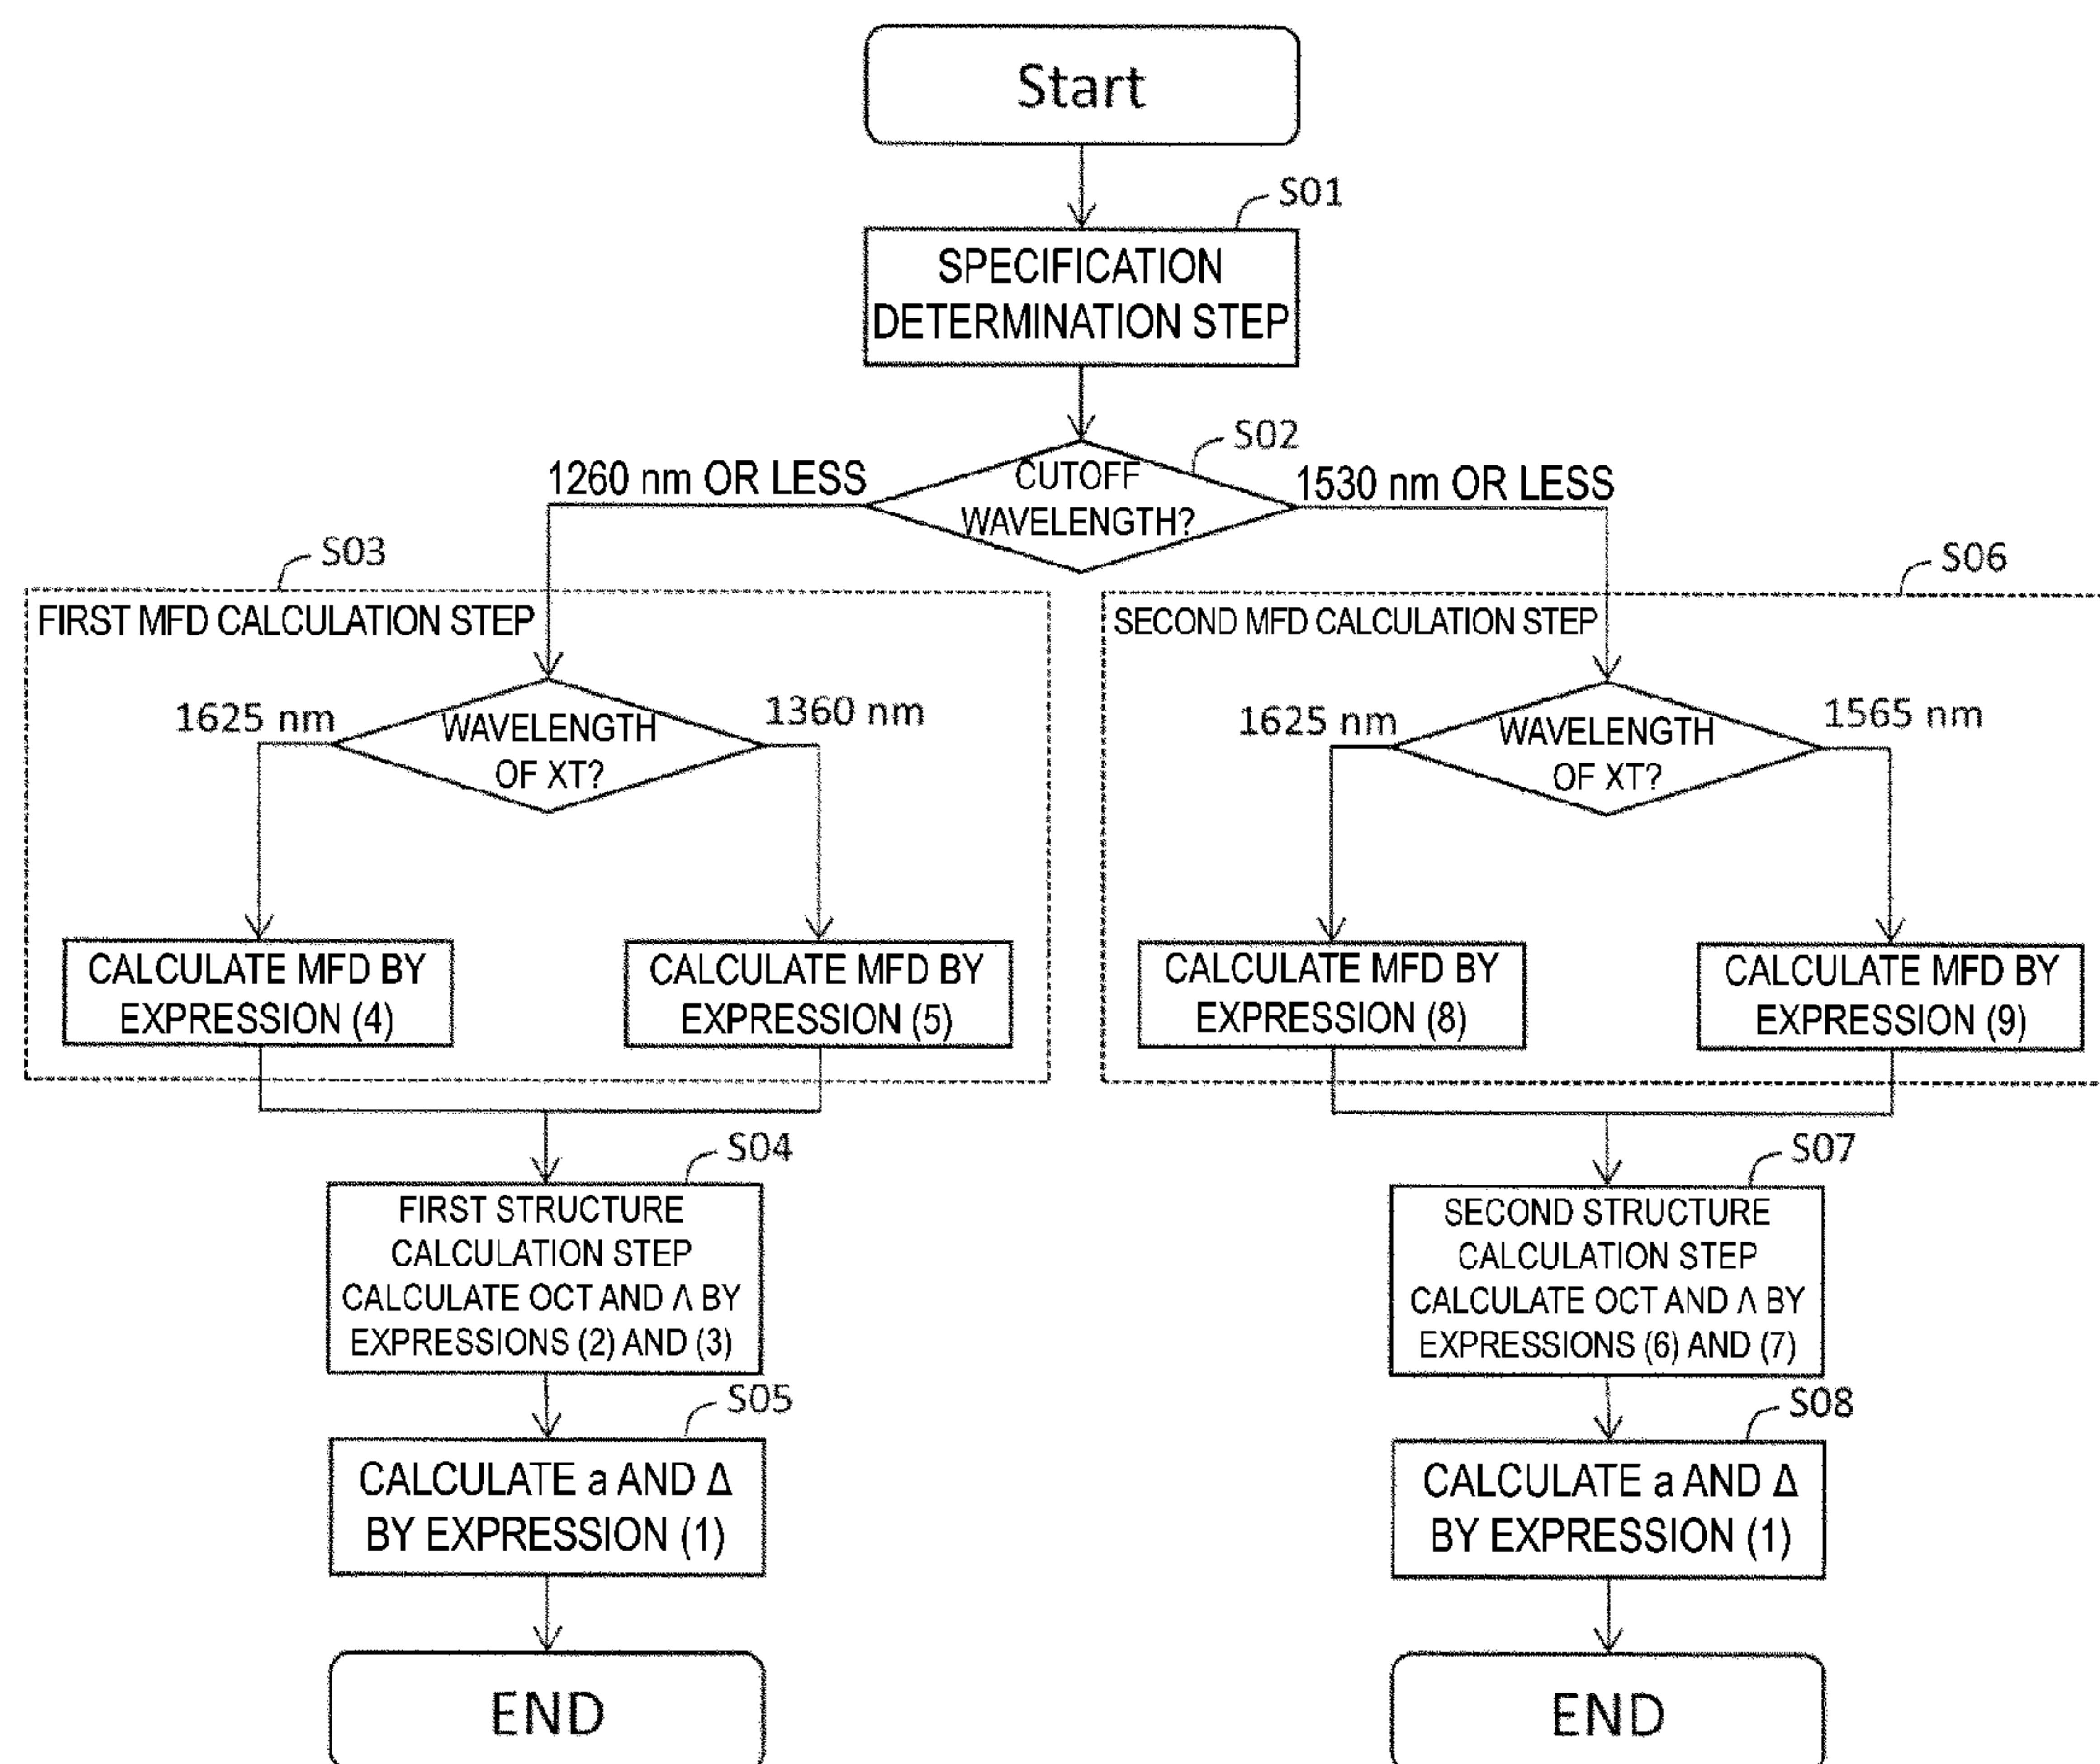 Start
S01
SPECIFICATION
DETERMINATION STEP
S02
1260 nm OR LESS
CUTOFF
WAVELENGTH?
1530 nm OR LESS
S03
FIRST MFD CALCULATION STEP
1625 nm
WAVELENGTH
OF XT?
1360 nm
CALCULATE MFD BY
EXPRESSION (4)
CALCULATE MFD BY
EXPRESSION (5)
S06
SECOND MFD CALCULATION STEP
1625 nm
WAVELENGTH
OF XT?
1565 nm
CALCULATE MFD BY
EXPRESSION (8)
CALCULATE MFD BY
EXPRESSION (9)
S04
FIRST STRUCTURE
CALCULATION STEP
CALCULATE OCT AND Λ BY
EXPRESSIONS (2) AND (3)
S05
CALCULATE a AND Δ
BY EXPRESSION (1)
END
S07
SECOND STRUCTURE
CALCULATION STEP
CALCULATE OCT AND Λ BY
EXPRESSIONS (6) AND (7)
S08
CALCULATE a AND Δ
BY EXPRESSION (1)
END